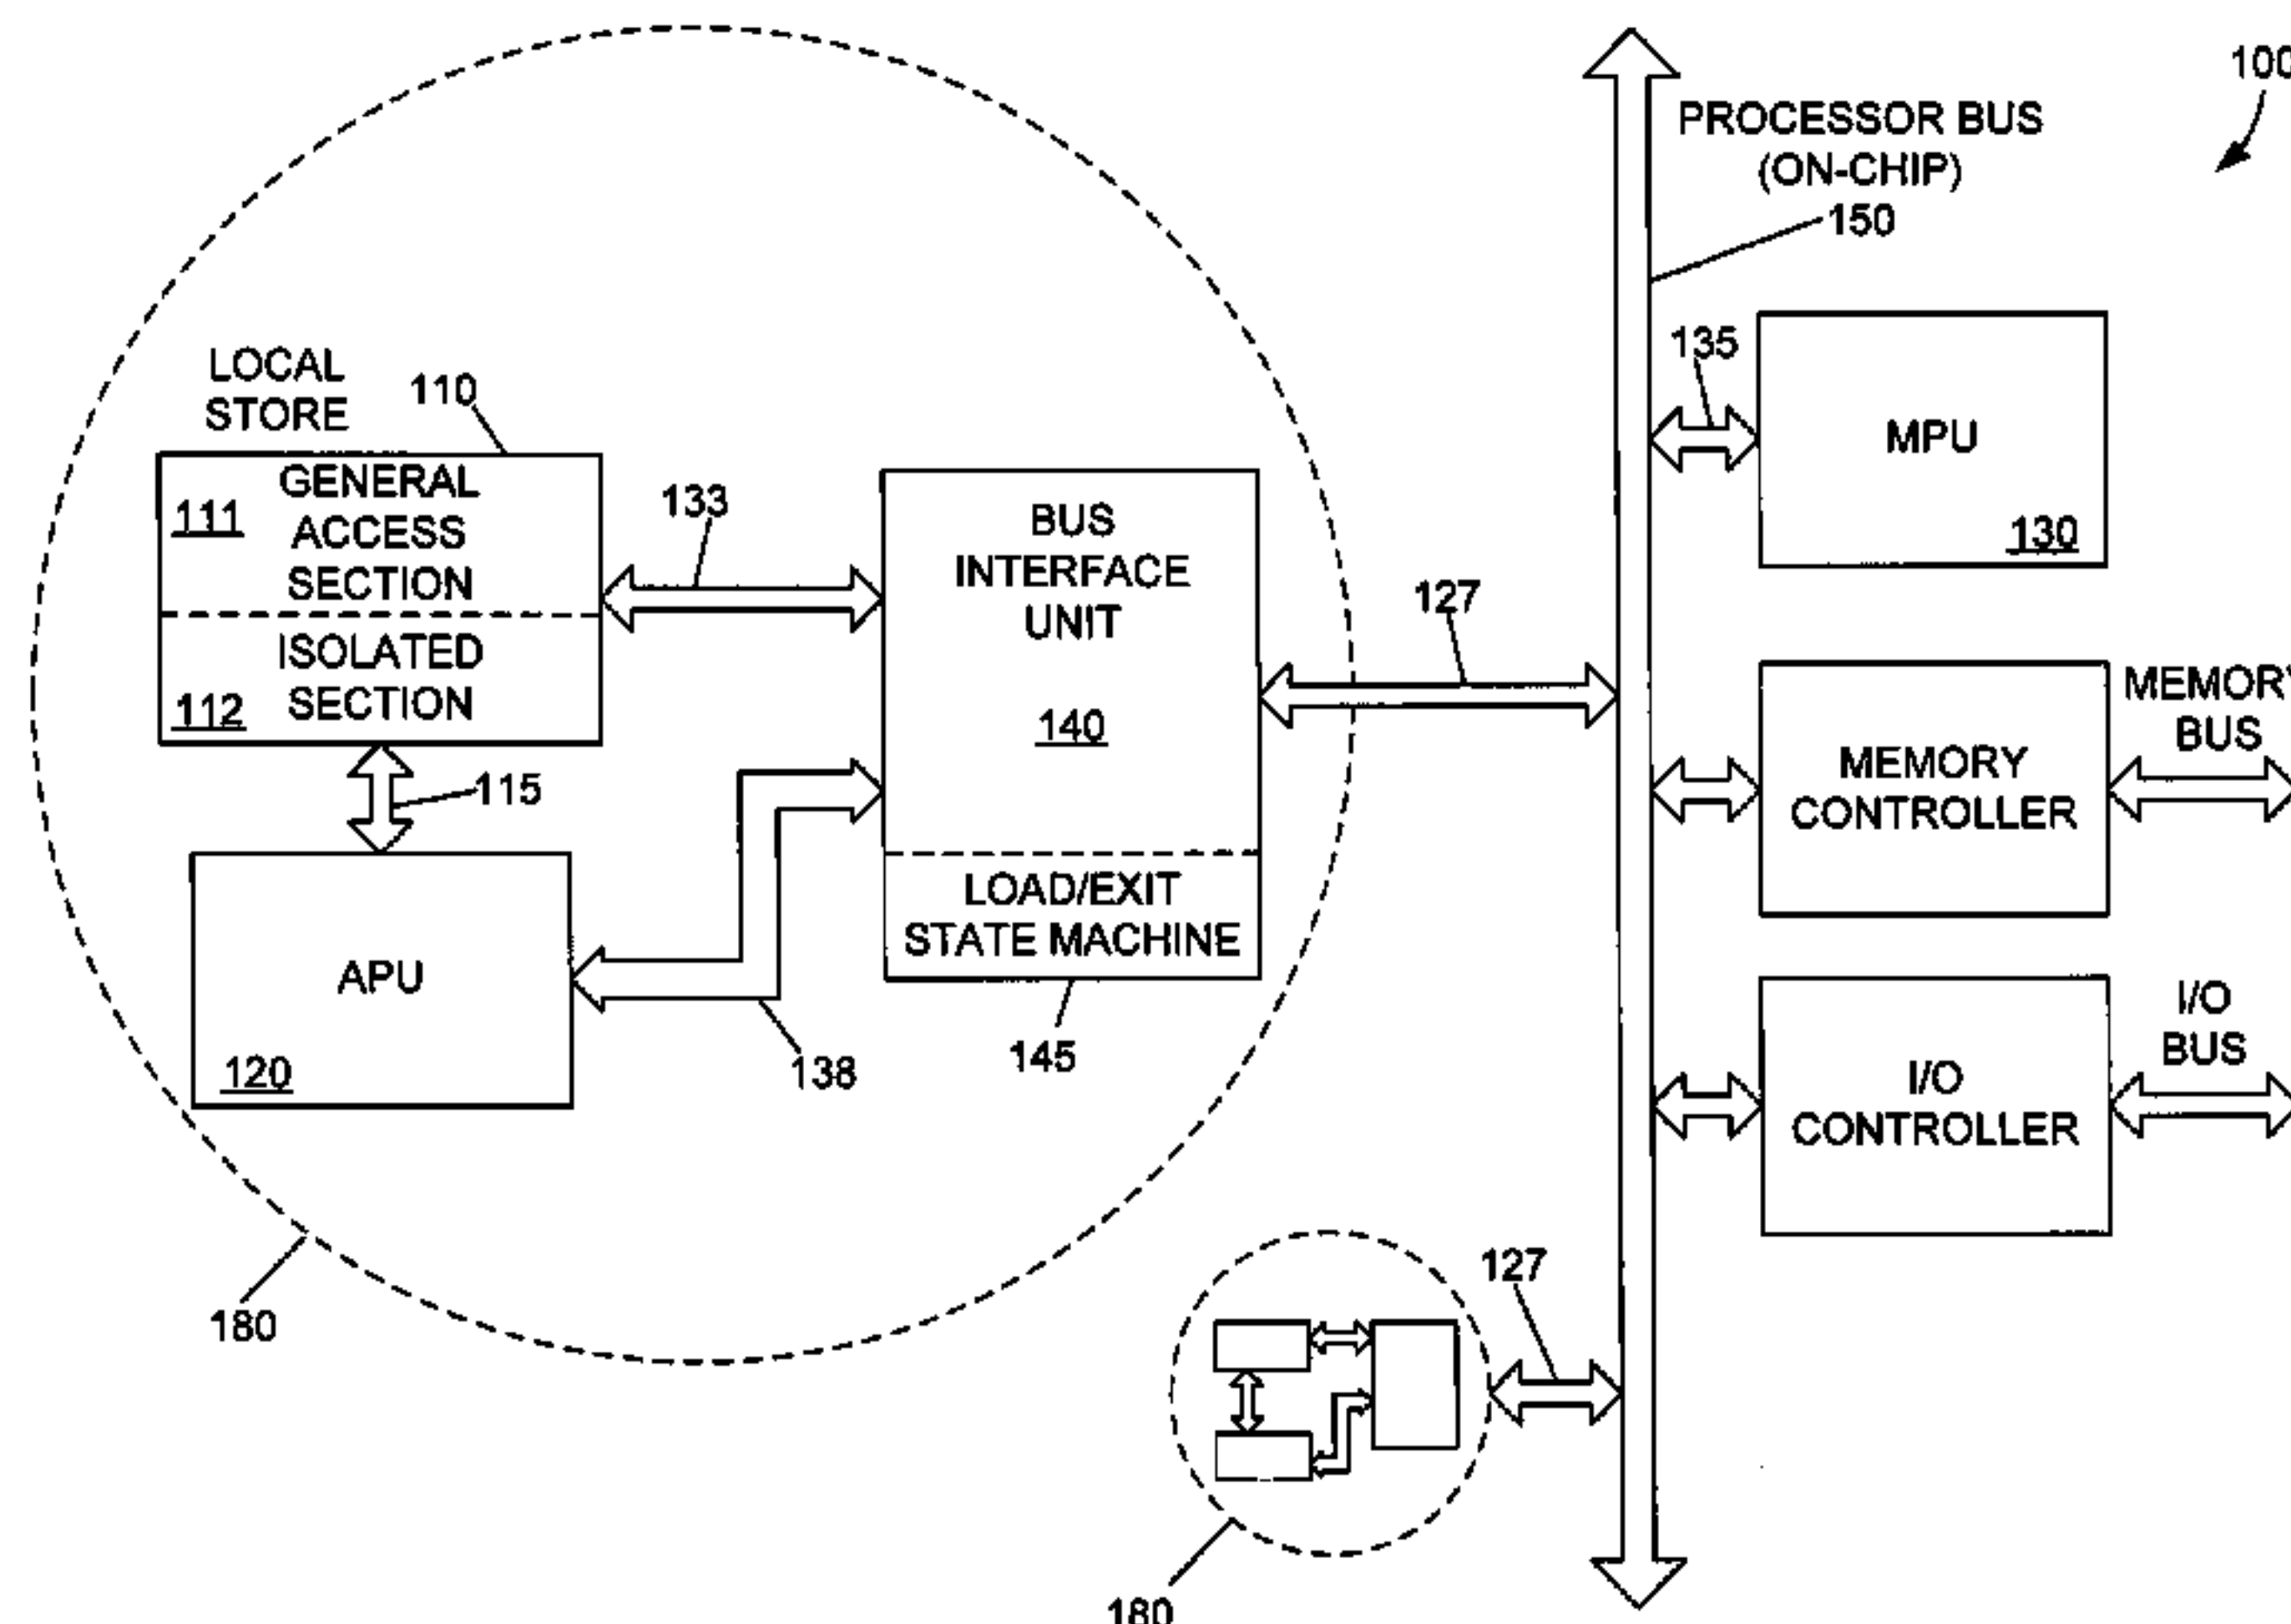 100
PROCESSOR BUS
(ON-CHIP)
150
LOCAL
STORE
110
GENERAL
111
ACCESS
SECTION
ISOLATED
112
SECTION
133
BUS
INTERFACE
UNIT
140
LOAD/EXIT
STATE MACHINE
145
115
APU
120
138
127
135
MPU
130
MEMORY
CONTROLLER
MEMORY
BUS
I/O
CONTROLLER
I/O
BUS
180
127
180